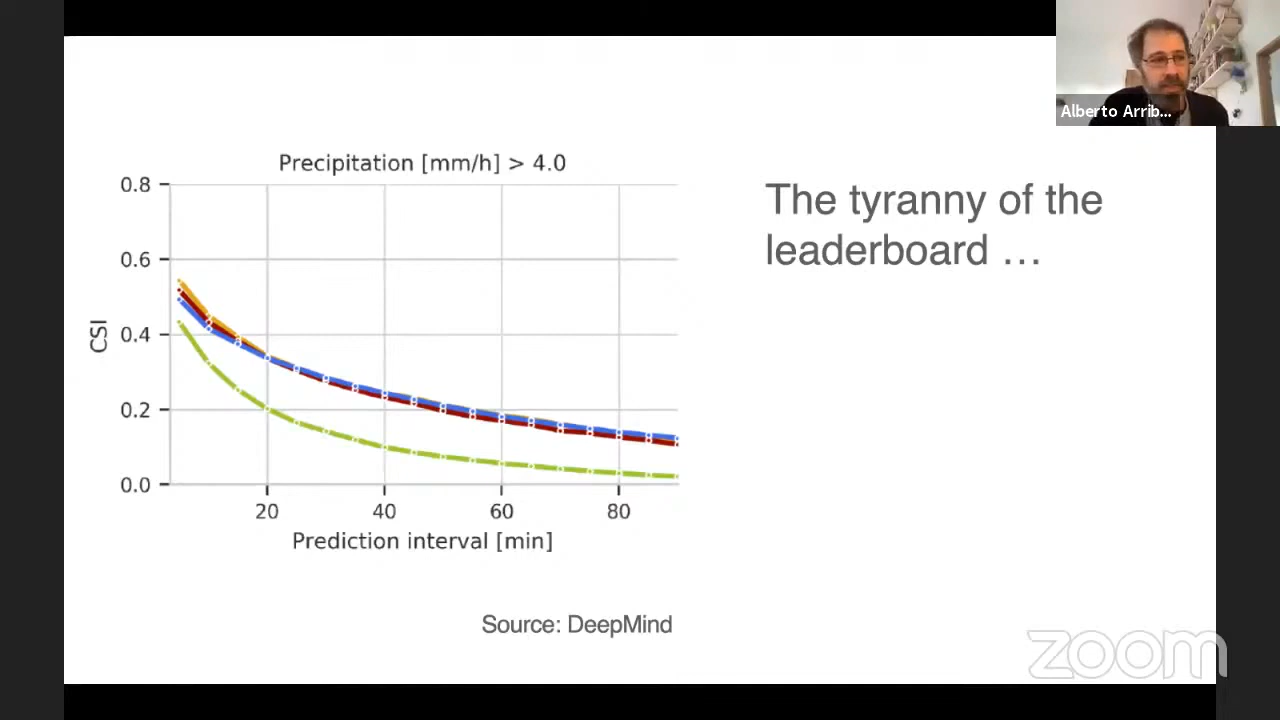 Alberto Arrib...
Precipitation [mm/h] > 4.0
The tyranny of the
leaderboard …
0.8
0.6
0.4
0.2
0.0
CSI
20 40 60 80
Prediction interval [min]
Source: DeepMind
zoom